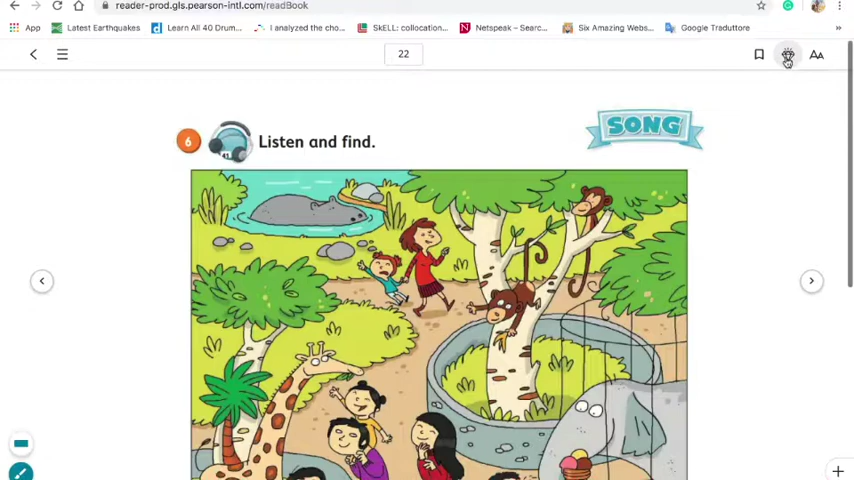 reader-prod.gls.pearson-intl.com/readBook
App
Latest Earthquakes
Learn All 40 Drum...
I analyzed the cho...
SkELL: collocation...
Netspeak – Searc...
Six Amazing Webs...
Google Traduttore
»
22
AA
6
41
Listen and find.
SONG